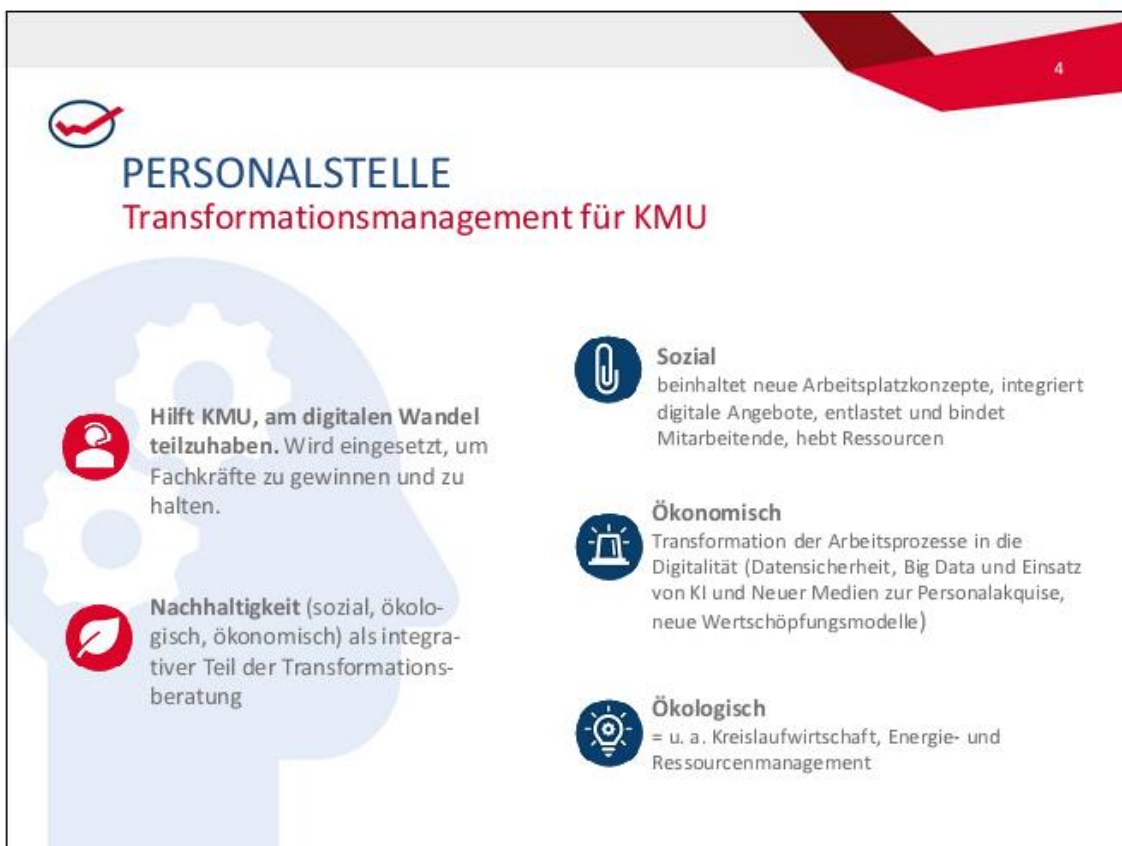 4
PERSONALSTELLE
Transformationsmanagement für KMU
Hilft KMU, am digitalen Wandel
teilzuhaben. Wird eingesetzt, um
Fachkräfte zu gewinnen und zu
halten.
Nachhaltigkeit (sozial, ökolo-
gisch, ökonomisch) als integra-
tiver Teil der Transformations-
beratung
Sozial
beinhaltet neue Arbeitsplatzkonzepte, integriert
digitale Angebote, entlastet und bindet
Mitarbeitende, hebt Ressourcen
Ökonomisch
Transformation der Arbeitsprozesse in die
Digitalität (Datensicherheit, Big Data und Einsatz
von KI und Neuer Medien zur Personalakquise,
neue Wertschöpfungsmodelle)
Ökologisch
= u. a. Kreislaufwirtschaft, Energie- und
Ressourcenmanagement